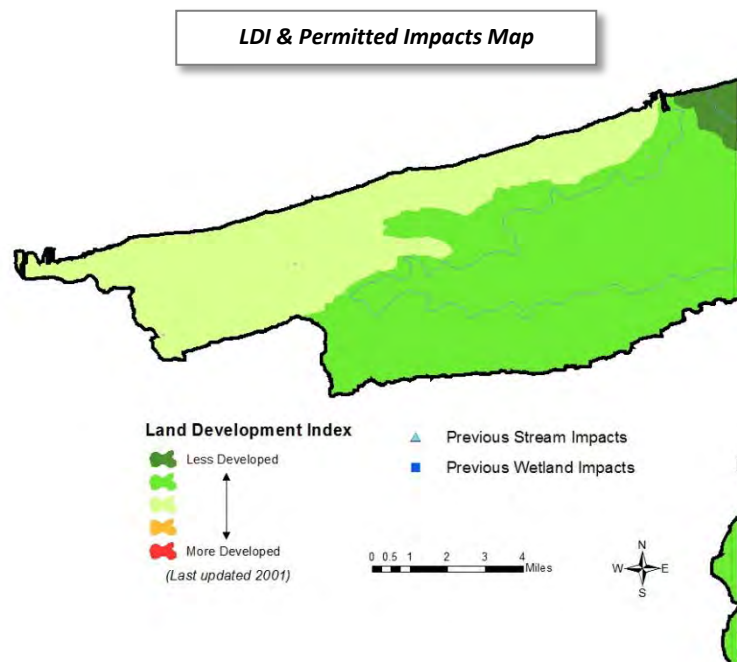 LDI & Permitted Impacts Map
Land Development Index
Less Developed
More Developed
(Last updated 2001)
Previous Stream Impacts
Previous Wetland Impacts
0 0.5 1 2 3 4
Miles
N
W E
S